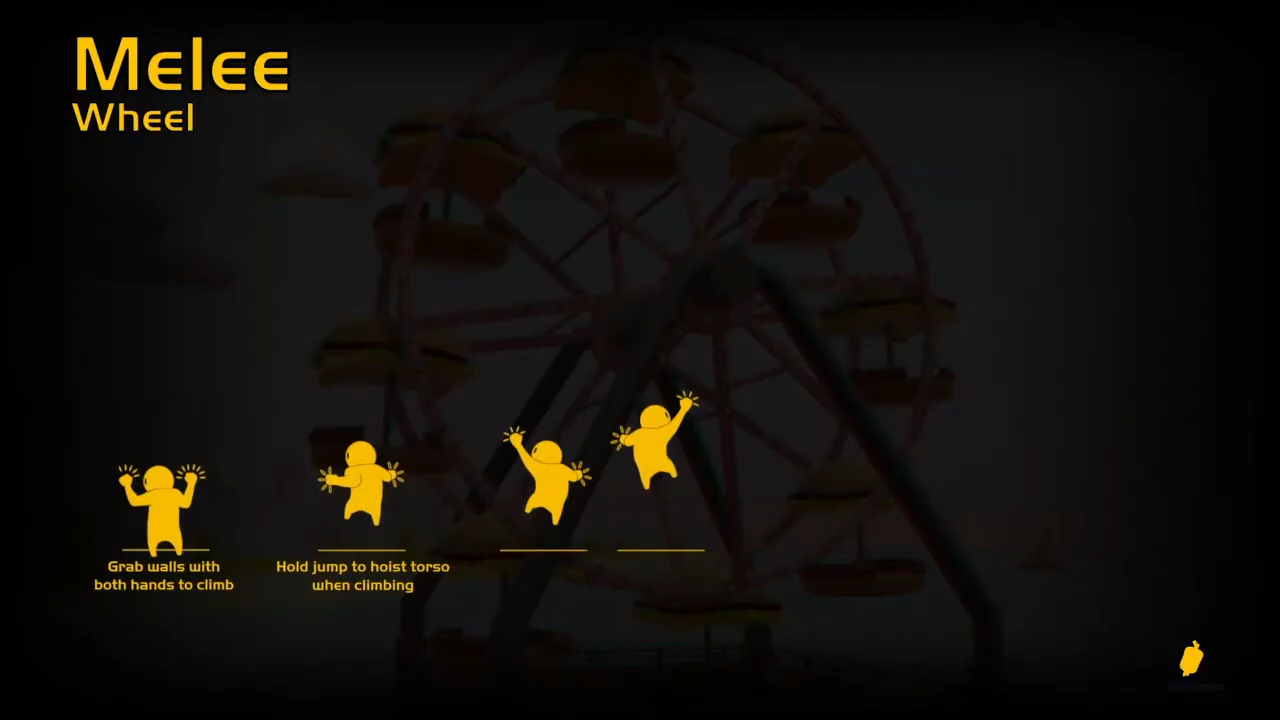 Melee
Wheel
Grab walls with
both hands to climb
Hold jump to hoist torso
when climbing